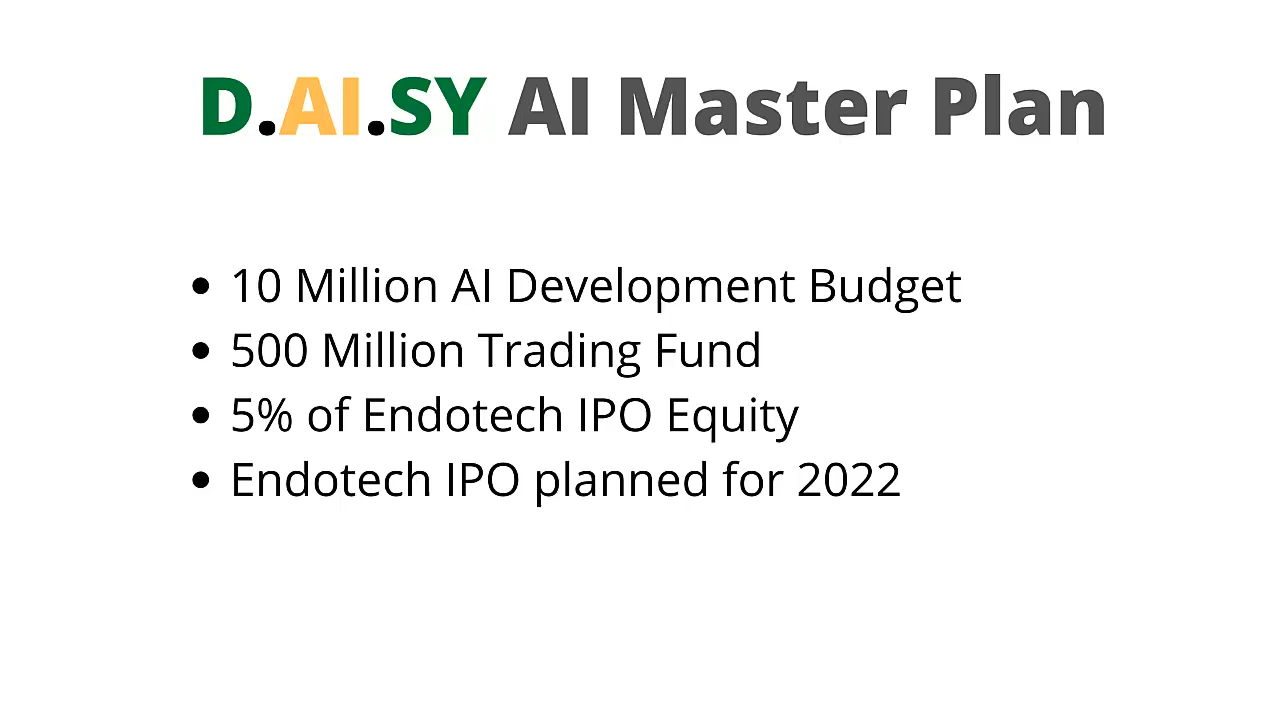 D.AI.SY AI Master Plan
• 10 Million AI Development Budget
• 500 Million Trading Fund
• 5% of Endotech IPO Equity
• Endotech IPO planned for 2022